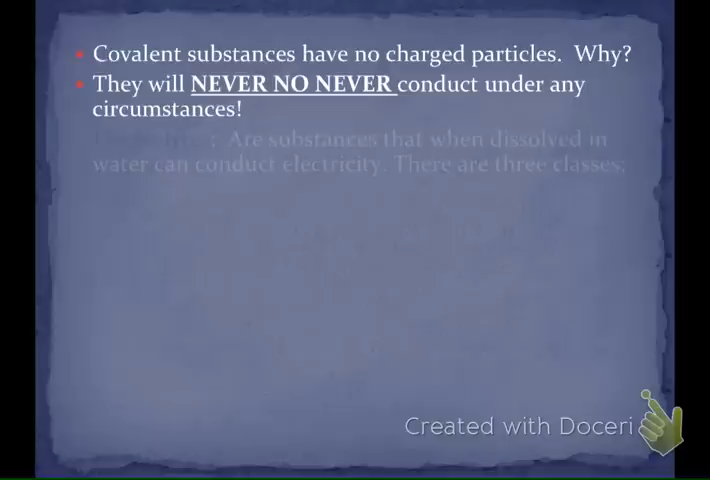 Covalent substances have no charged particles. Why?
They will NEVER NO NEVER conduct under any
circumstances!
: Are substances that when dissolved in
water can conduct electricity. There are three classes:
Created with Doceri